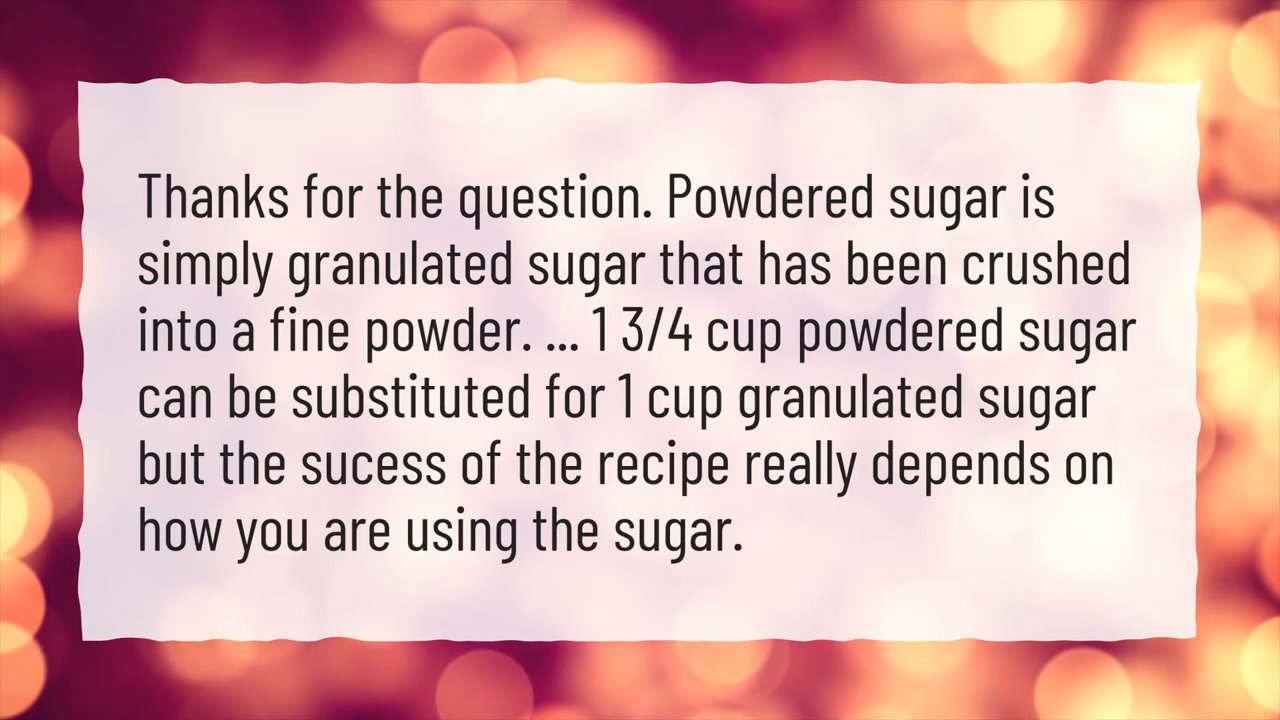 Thanks for the question. Powdered sugar is
simply granulated sugar that has been crushed
into a fine powder. ... 1 3/4 cup powdered sugar
can be substituted for 1 cup granulated sugar
but the sucess of the recipe really depends on
how you are using the sugar.